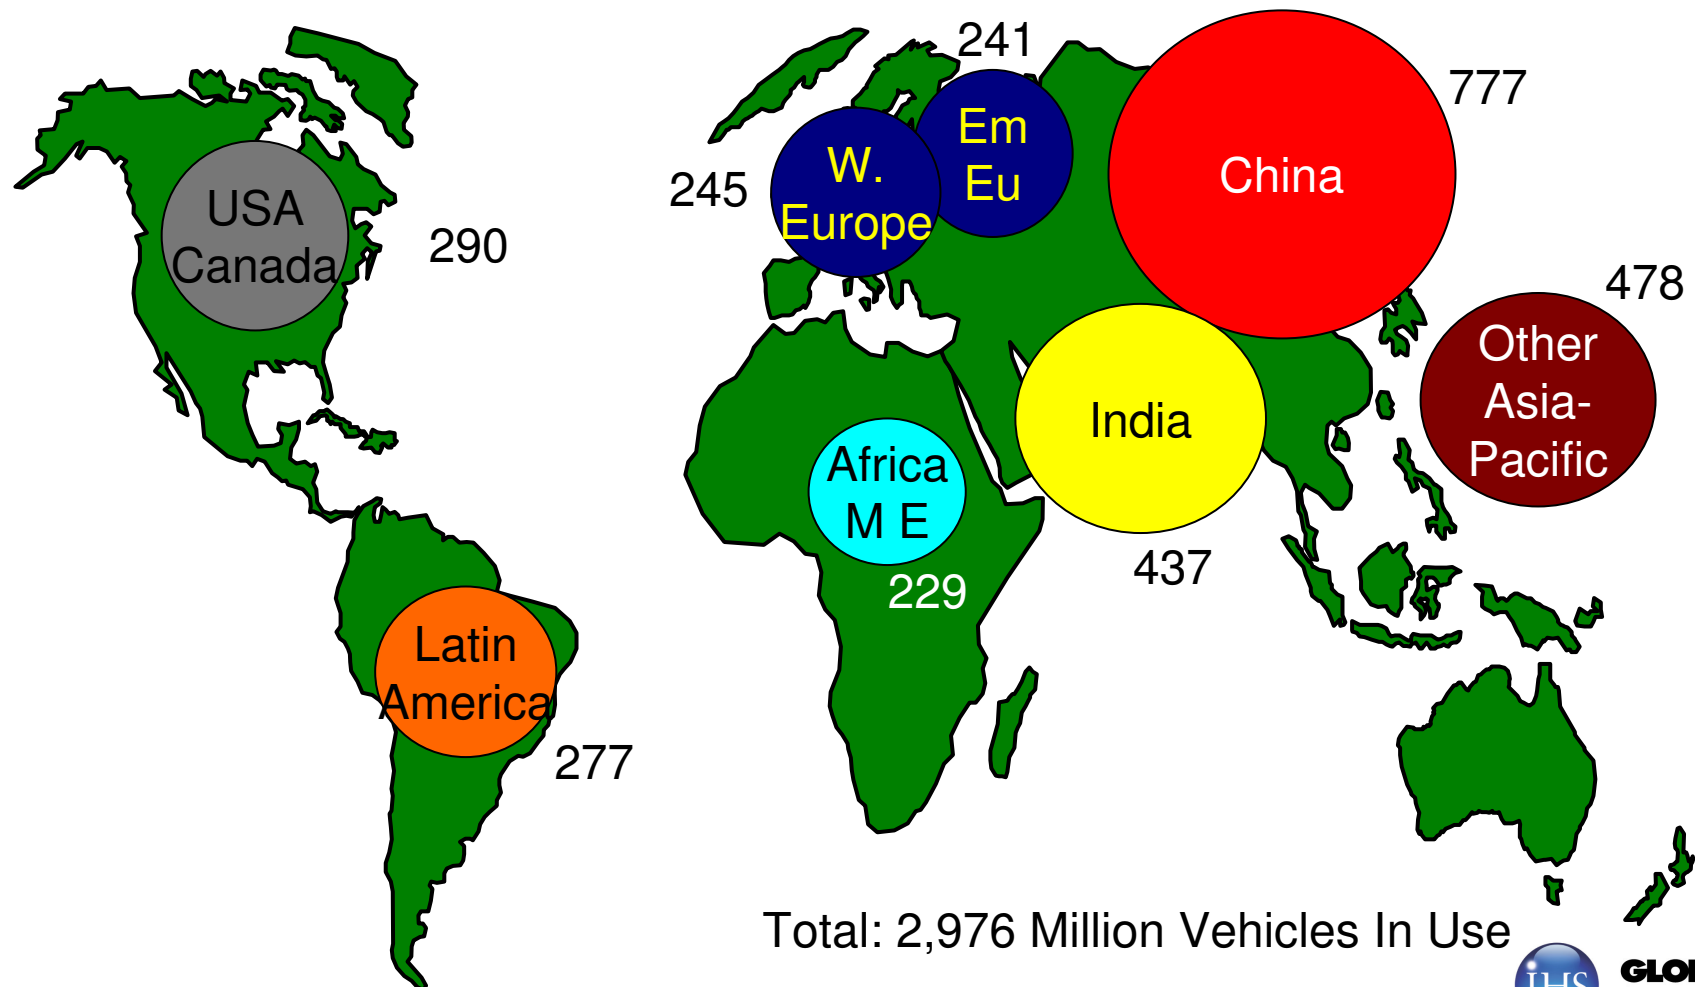 241
777
Em
Eu
W.
Europe
China
245
USA
Canada
290
478
Other
Asia-
Pacific
India
Africa
M E
437
229
Latin
America
277
Total: 2,976 Million Vehicles In Use
IHS